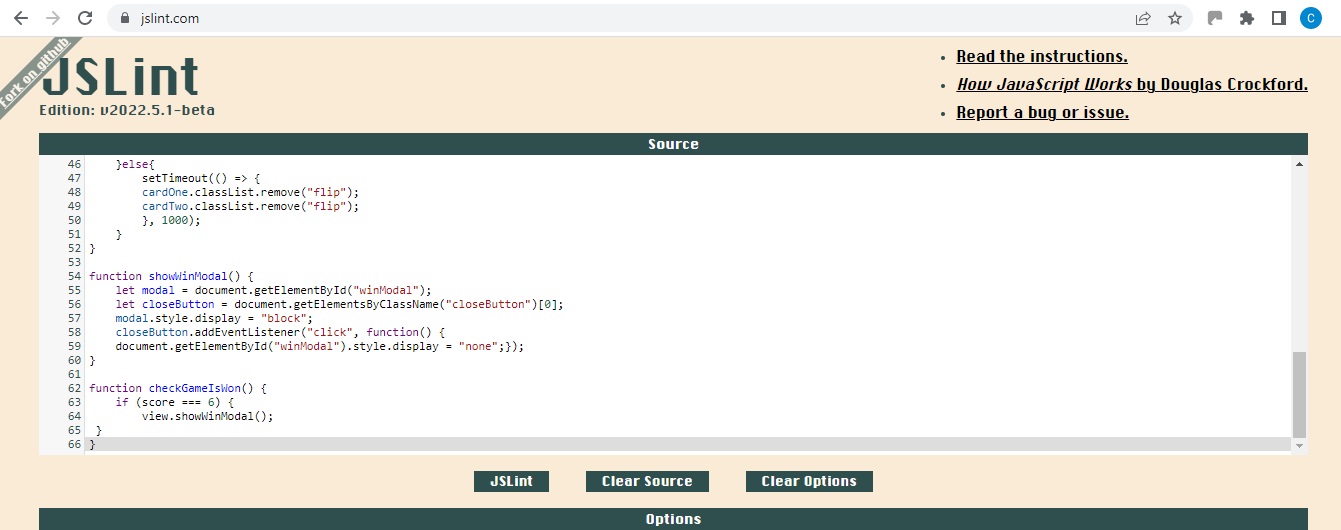 jslint.com
C
Fork on github
JSLint
Edition: v2022.5.1-beta
Read the instructions.
How JavaScript Works by Douglas Crockford.
Report a bug or issue.
Source
46     }else{
47         setTimeout(() => {
48         cardOne.classList.remove("flip");
49         cardTwo.classList.remove("flip");
50         }, 1000);
51     }
52 }
53
54 function showWinModal() {
55     let modal = document.getElementById("winModal");
56     let closeButton = document.getElementsByClassName("closeButton")[0];
57     modal.style.display = "block";
58     closeButton.addEventListener("click", function() {
59     document.getElementById("winModal").style.display = "none";});
60 }
61
62 function checkGameIsWon() {
63     if (score === 6) {
64         view.showWinModal();
65  }
66 }
JSLint Clear Source Clear Options
Options